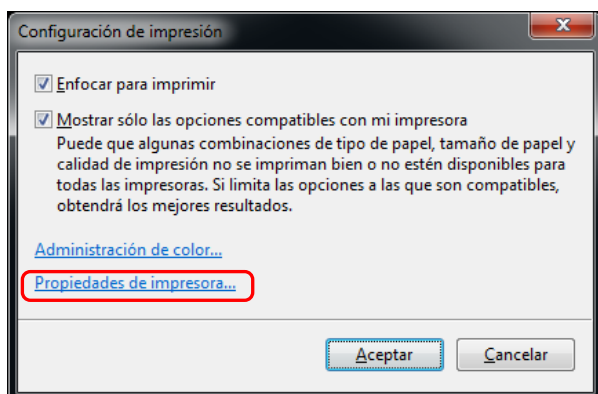 Configuración de impresión
Enfocar para imprimir
Mostrar sólo las opciones compatibles con mi impresora
Puede que algunas combinaciones de tipo de papel, tamaño de papel y
calidad de impresión no se impriman bien o no estén disponibles para
todas las impresoras. Si limita las opciones a las que son compatibles,
obtendrá los mejores resultados.
Administración de color...
Propiedades de impresora...
Aceptar Cancelar